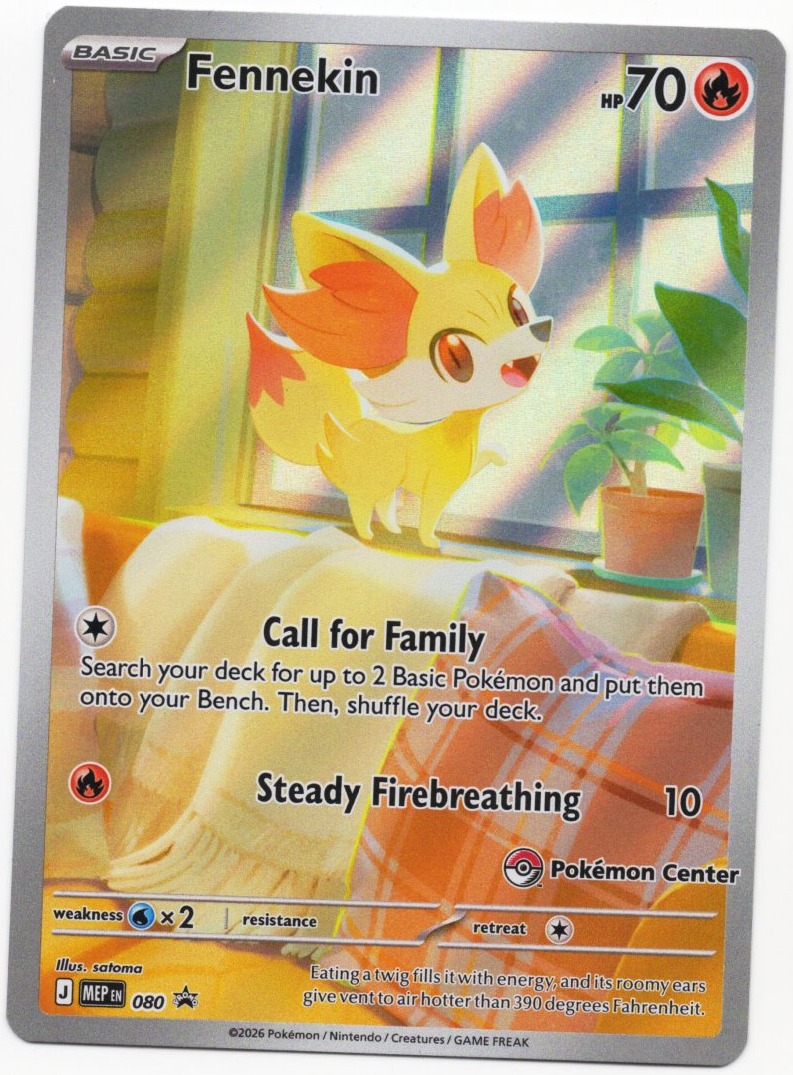 BASIC
Fennekin
HP 70
Call for Family
Search your deck for up to 2 Basic Pokémon and put them
onto your Bench. Then, shuffle your deck.
Steady Firebreathing 10
Pokémon Center
weakness ×2 resistance retreat
Illus. satoma
J MEP EN 080 PROMO
Eating a twig fills it with energy, and its roomy ears
give vent to air hotter than 390 degrees Fahrenheit.
©2026 Pokémon / Nintendo / Creatures / GAME FREAK